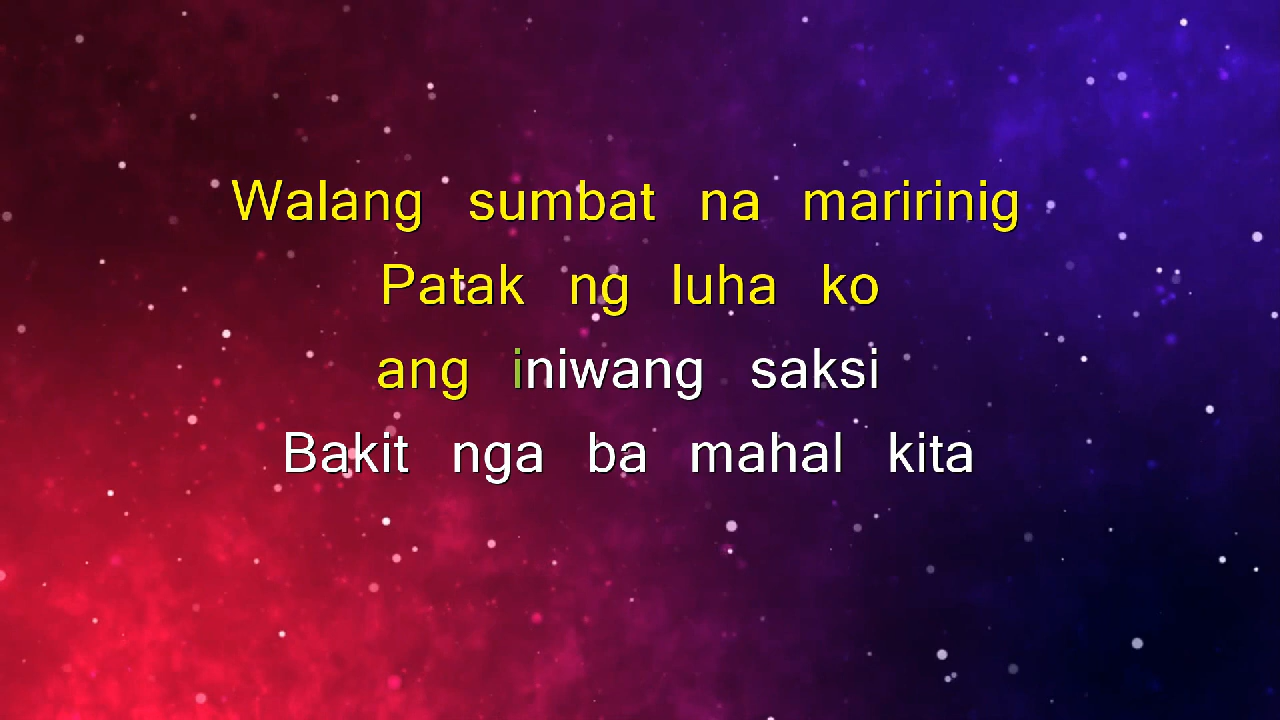 Walang sumbat na maririnig
Patak ng luha ko
ang iniwang saksi
Bakit nga ba mahal kita